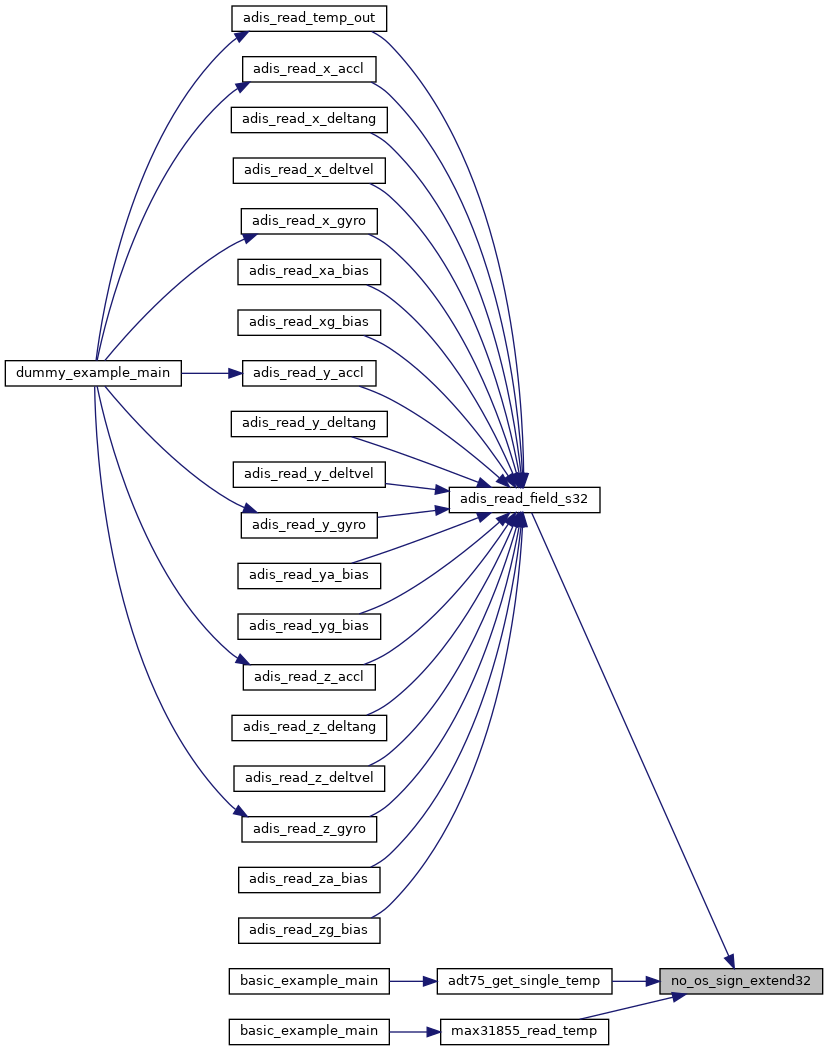 adis_read_temp_out
adis_read_x_accl
adis_read_x_deltang
adis_read_x_deltvel
adis_read_x_gyro
adis_read_xa_bias
adis_read_xg_bias
dummy_example_main
adis_read_y_accl
adis_read_y_deltang
adis_read_y_deltvel
adis_read_field_s32
adis_read_y_gyro
adis_read_ya_bias
adis_read_yg_bias
adis_read_z_accl
adis_read_z_deltang
adis_read_z_deltvel
adis_read_z_gyro
adis_read_za_bias
adis_read_zg_bias
basic_example_main
adt75_get_single_temp
no_os_sign_extend32
basic_example_main
max31855_read_temp